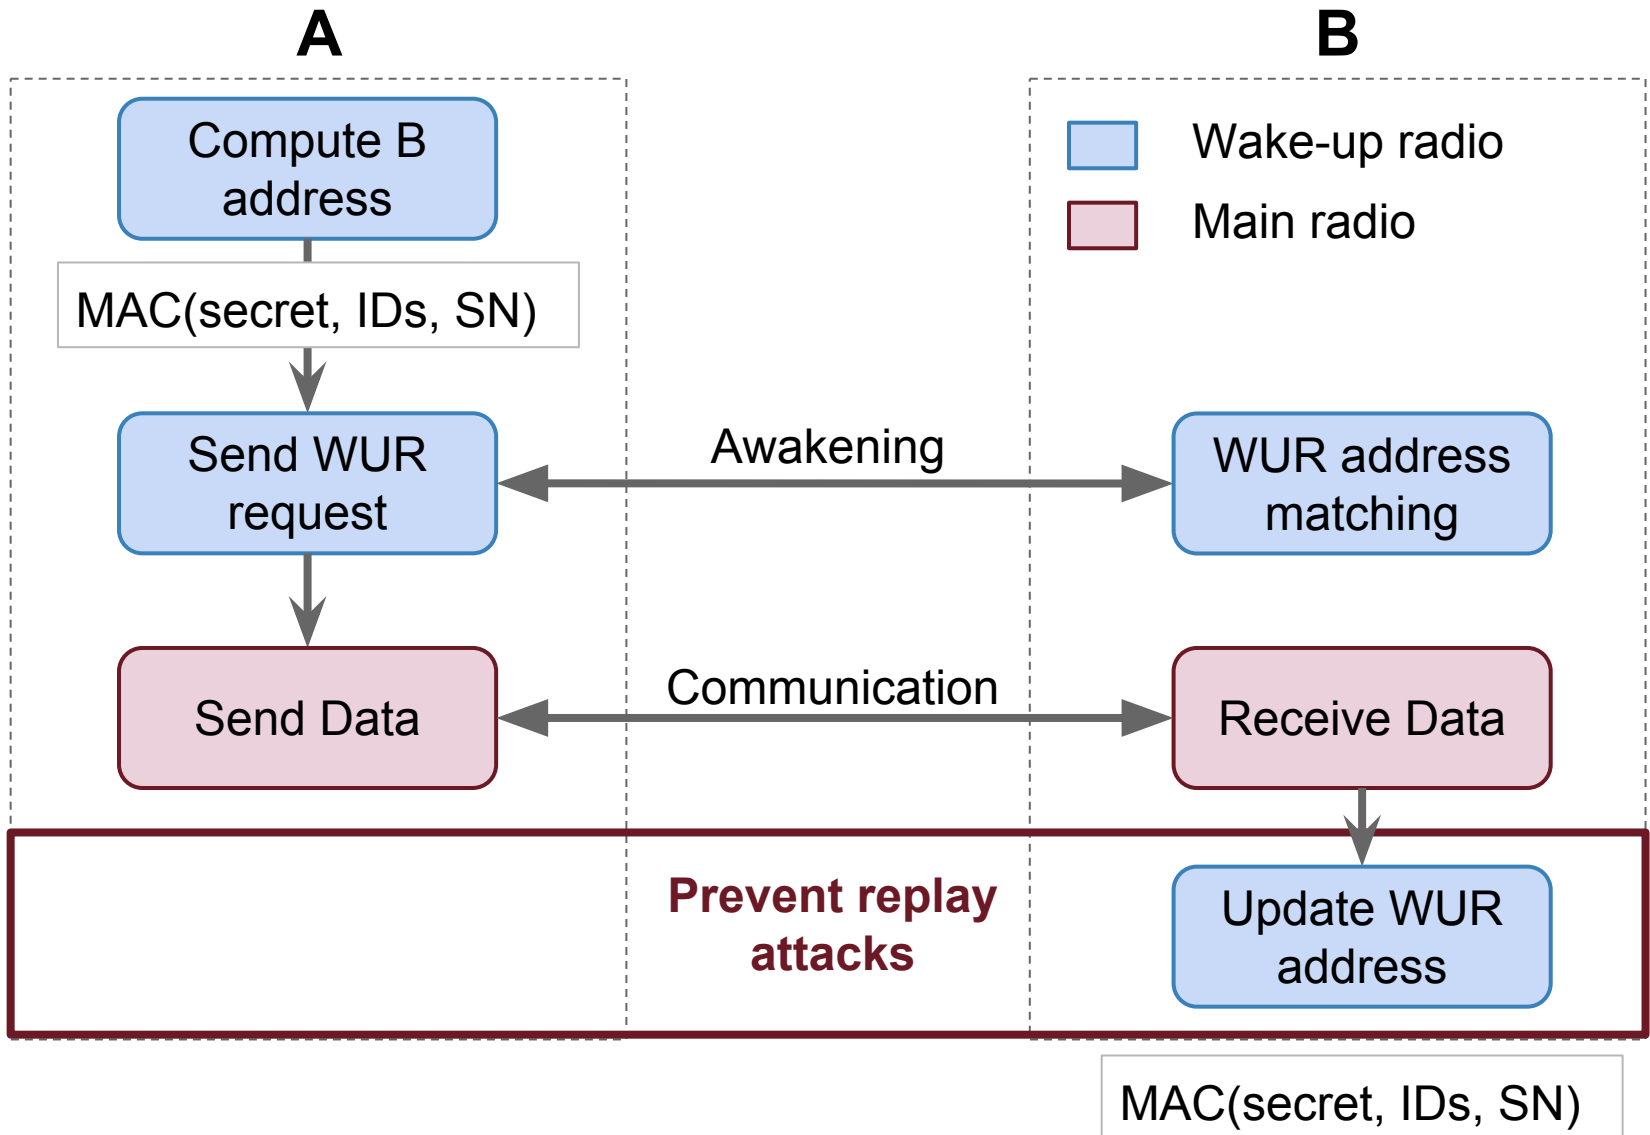 A
B
Compute B
address
Wake-up radio
Main radio
MAC(secret, IDs, SN)
Send WUR
request
Awakening
WUR address
matching
Send Data
Communication
Receive Data
Prevent replay
attacks
Update WUR
address
MAC(secret, IDs, SN)